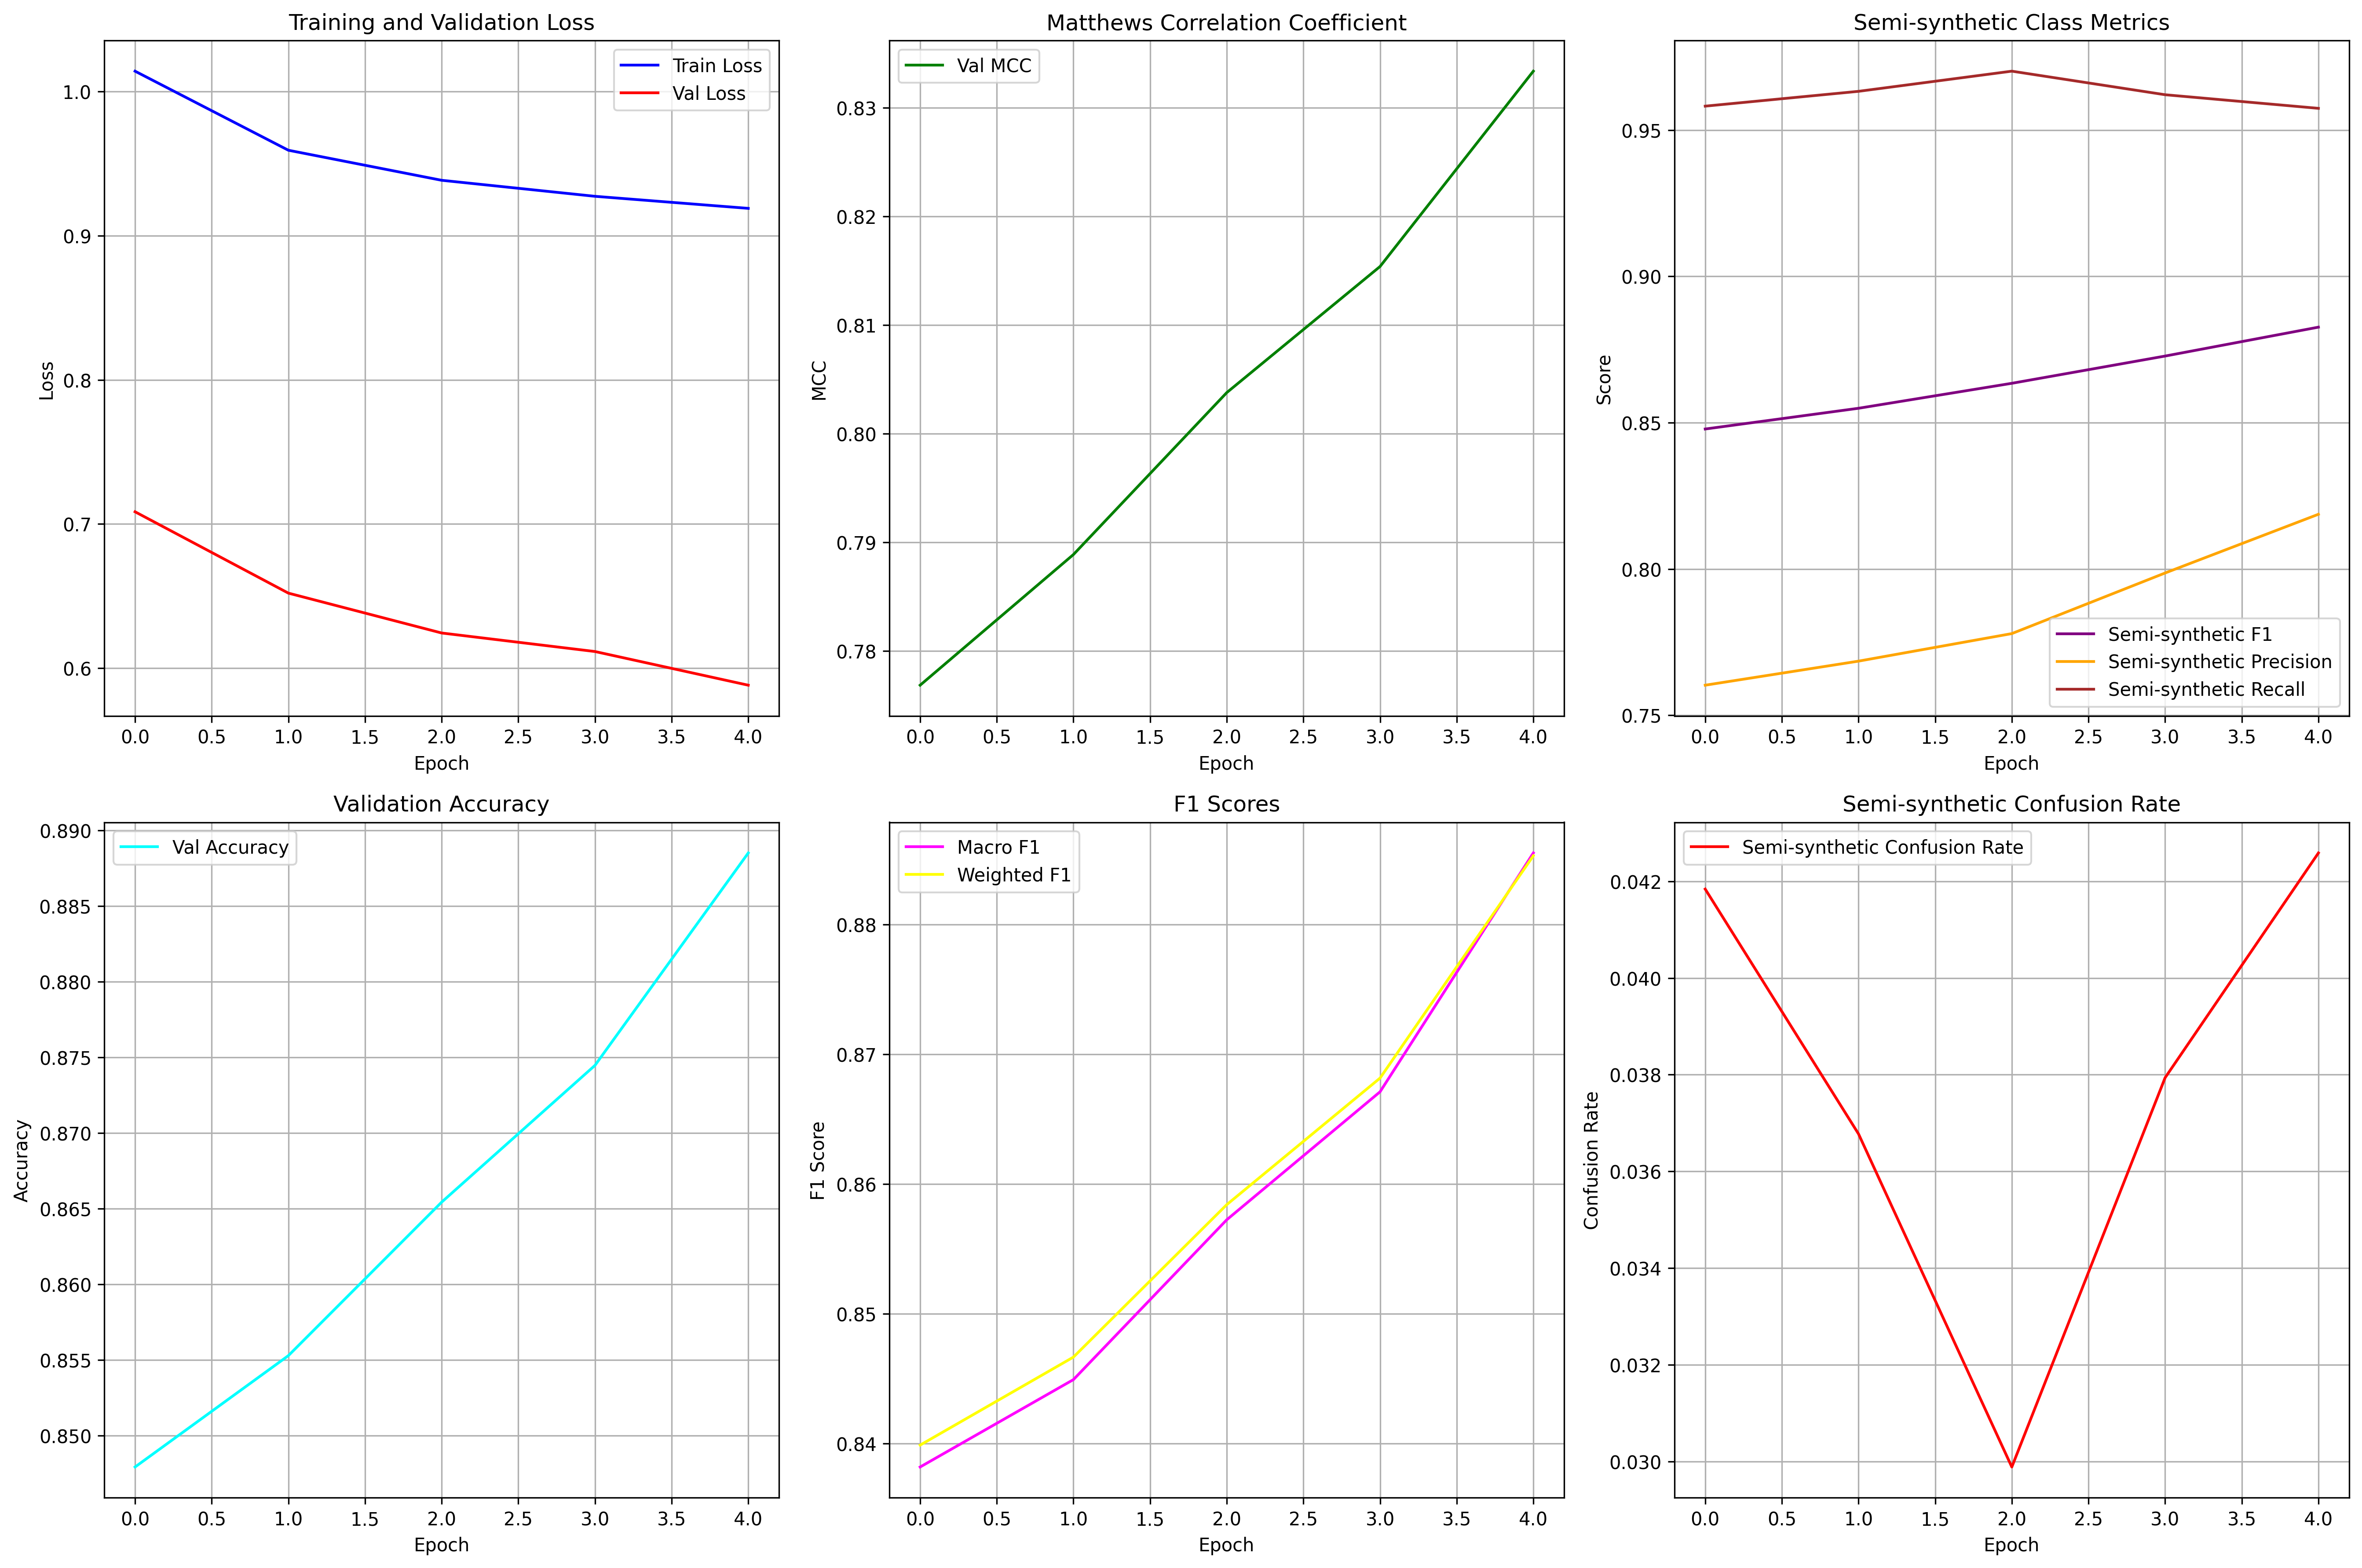 Training and Validation Loss
Train Loss
Val Loss
1.0
0.9
0.8
0.7
0.6
Loss
0.0 0.5 1.0 1.5 2.0 2.5 3.0 3.5 4.0
Epoch
Matthews Correlation Coefficient
Val MCC
0.83
0.82
0.81
0.80
0.79
0.78
MCC
0.0 0.5 1.0 1.5 2.0 2.5 3.0 3.5 4.0
Epoch
Semi-synthetic Class Metrics
0.95
0.90
0.85
0.80
0.75
Score
Semi-synthetic F1
Semi-synthetic Precision
Semi-synthetic Recall
0.0 0.5 1.0 1.5 2.0 2.5 3.0 3.5 4.0
Epoch
Validation Accuracy
Val Accuracy
0.890
0.885
0.880
0.875
0.870
0.865
0.860
0.855
0.850
Accuracy
0.0 0.5 1.0 1.5 2.0 2.5 3.0 3.5 4.0
Epoch
F1 Scores
Macro F1
Weighted F1
0.88
0.87
0.86
0.85
0.84
F1 Score
0.0 0.5 1.0 1.5 2.0 2.5 3.0 3.5 4.0
Epoch
Semi-synthetic Confusion Rate
Semi-synthetic Confusion Rate
0.042
0.040
0.038
0.036
0.034
0.032
0.030
Confusion Rate
0.0 0.5 1.0 1.5 2.0 2.5 3.0 3.5 4.0
Epoch